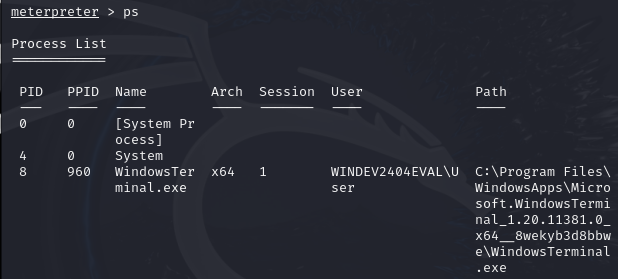 meterpreter > ps
Process List
============
PID PPID Name Arch Session User Path
--- ---- ---- ---- ------- ---- ----
0 0 [System Pr
ocess]
4 0 System
8 960 WindowsTer x64 1 WINDEV2404EVAL\U C:\Program Files\
minal.exe ser WindowsApps\Micro
soft.WindowsTermi
nal_1.20.11381.0_
x64__8wekyb3d8bbw
e\WindowsTerminal
.exe